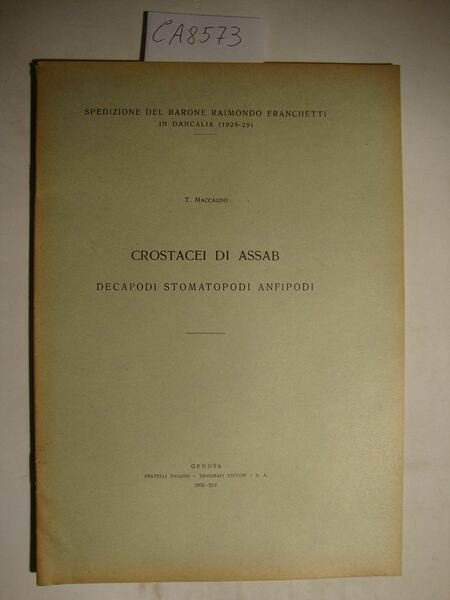 CA8573
SPEDIZIONE DEL BARONE RAIMONDO FRANCHETTI
IN DANCALIA (1928-29)
T. MACCAGNO
CROSTACEI DI ASSAB
DECAPODI STOMATOPODI ANFIPODI
GENOVA
FRATELLI PAGANO - TIPOGRAFI EDITORI - S. A.
1936-XIV